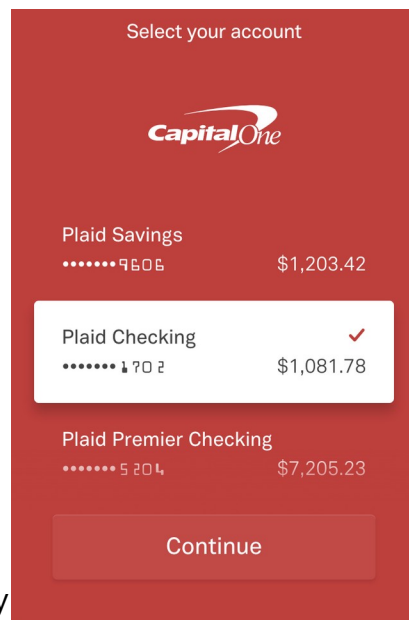 Select your account
CapitalOne
Plaid Savings
•••••••9606 $1,203.42
Plaid Checking ✓
•••••••1702 $1,081.78
Plaid Premier Checking
•••••••5204 $7,205.23
Continue
y